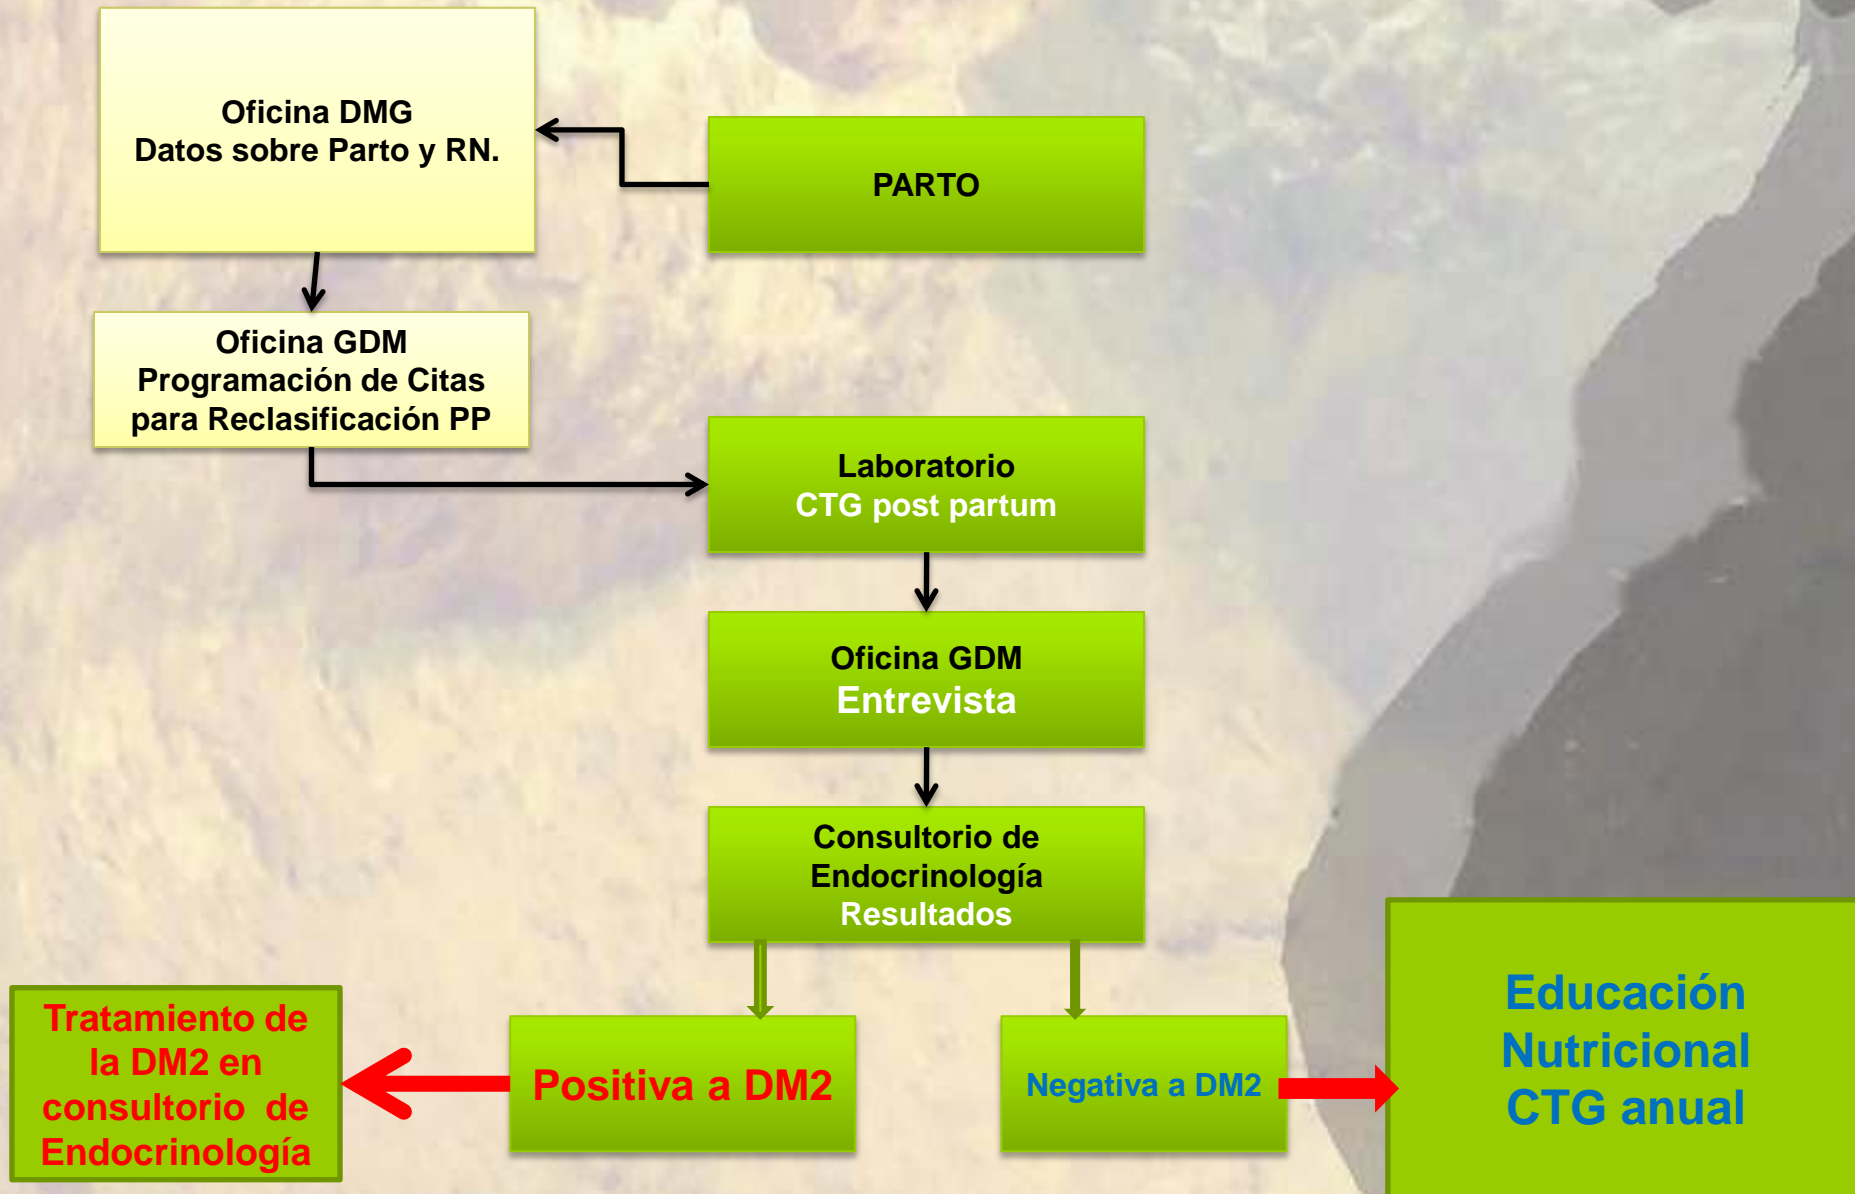 Oficina DMG
Datos sobre Parto y RN.
PARTO
Oficina GDM
Programación de Citas
para Reclasificación PP
Laboratorio
CTG post partum
Oficina GDM
Entrevista
Consultorio de
Endocrinología
Resultados
Tratamiento de
la DM2 en
consultorio de
Endocrinología
Positiva a DM2
Negativa a DM2
Educación
Nutricional
CTG anual